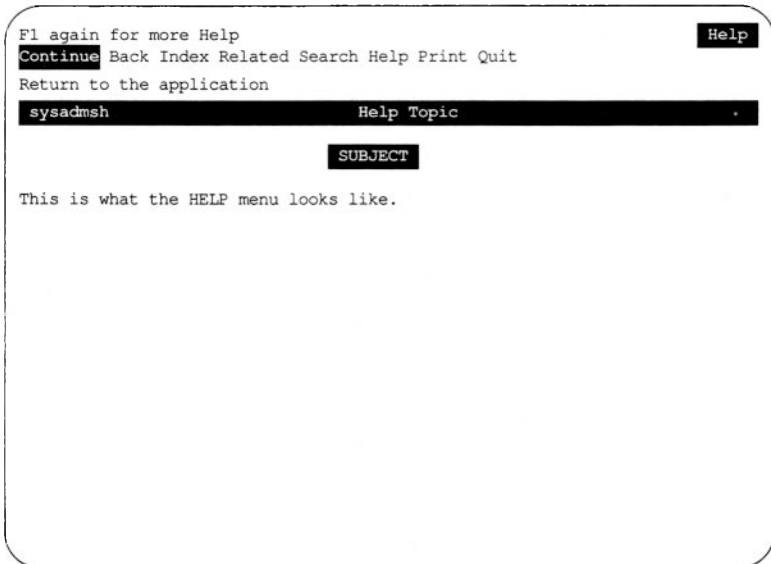 F1 again for more Help Help
Continue Back Index Related Search Help Print Quit
Return to the application
sysadmsh Help Topic
SUBJECT
This is what the HELP menu looks like.